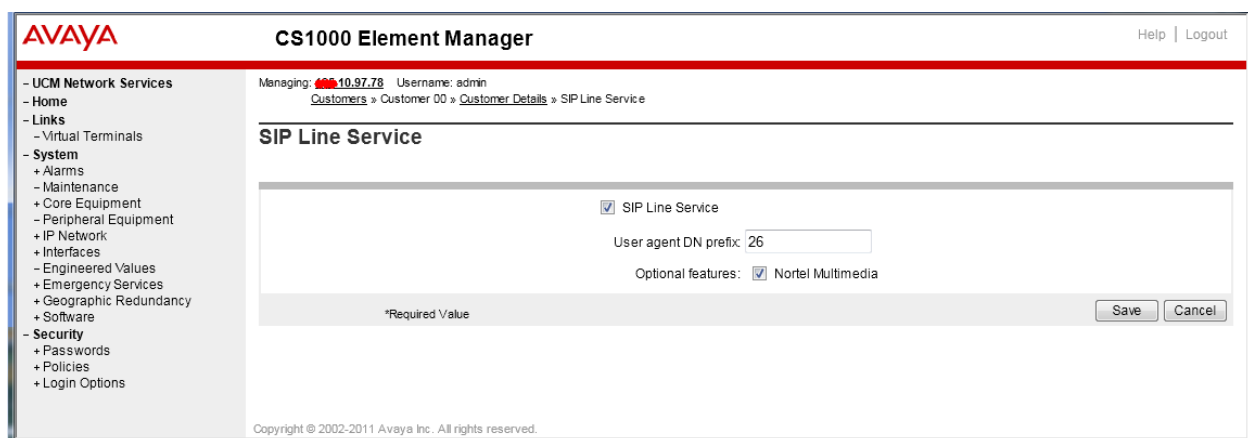 AVAYA
CS1000 Element Manager
Help | Logout
– UCM Network Services
– Home
– Links
– Virtual Terminals
– System
+ Alarms
– Maintenance
+ Core Equipment
– Peripheral Equipment
+ IP Network
+ Interfaces
– Engineered Values
+ Emergency Services
+ Geographic Redundancy
+ Software
– Security
+ Passwords
+ Policies
+ Login Options
Managing: 10.97.78 Username: admin
Customers » Customer 00 » Customer Details » SIP Line Service
SIP Line Service
SIP Line Service
User agent DN prefix: 26
Optional features: Nortel Multimedia
*Required Value
Save Cancel
Copyright © 2002-2011 Avaya Inc. All rights reserved.